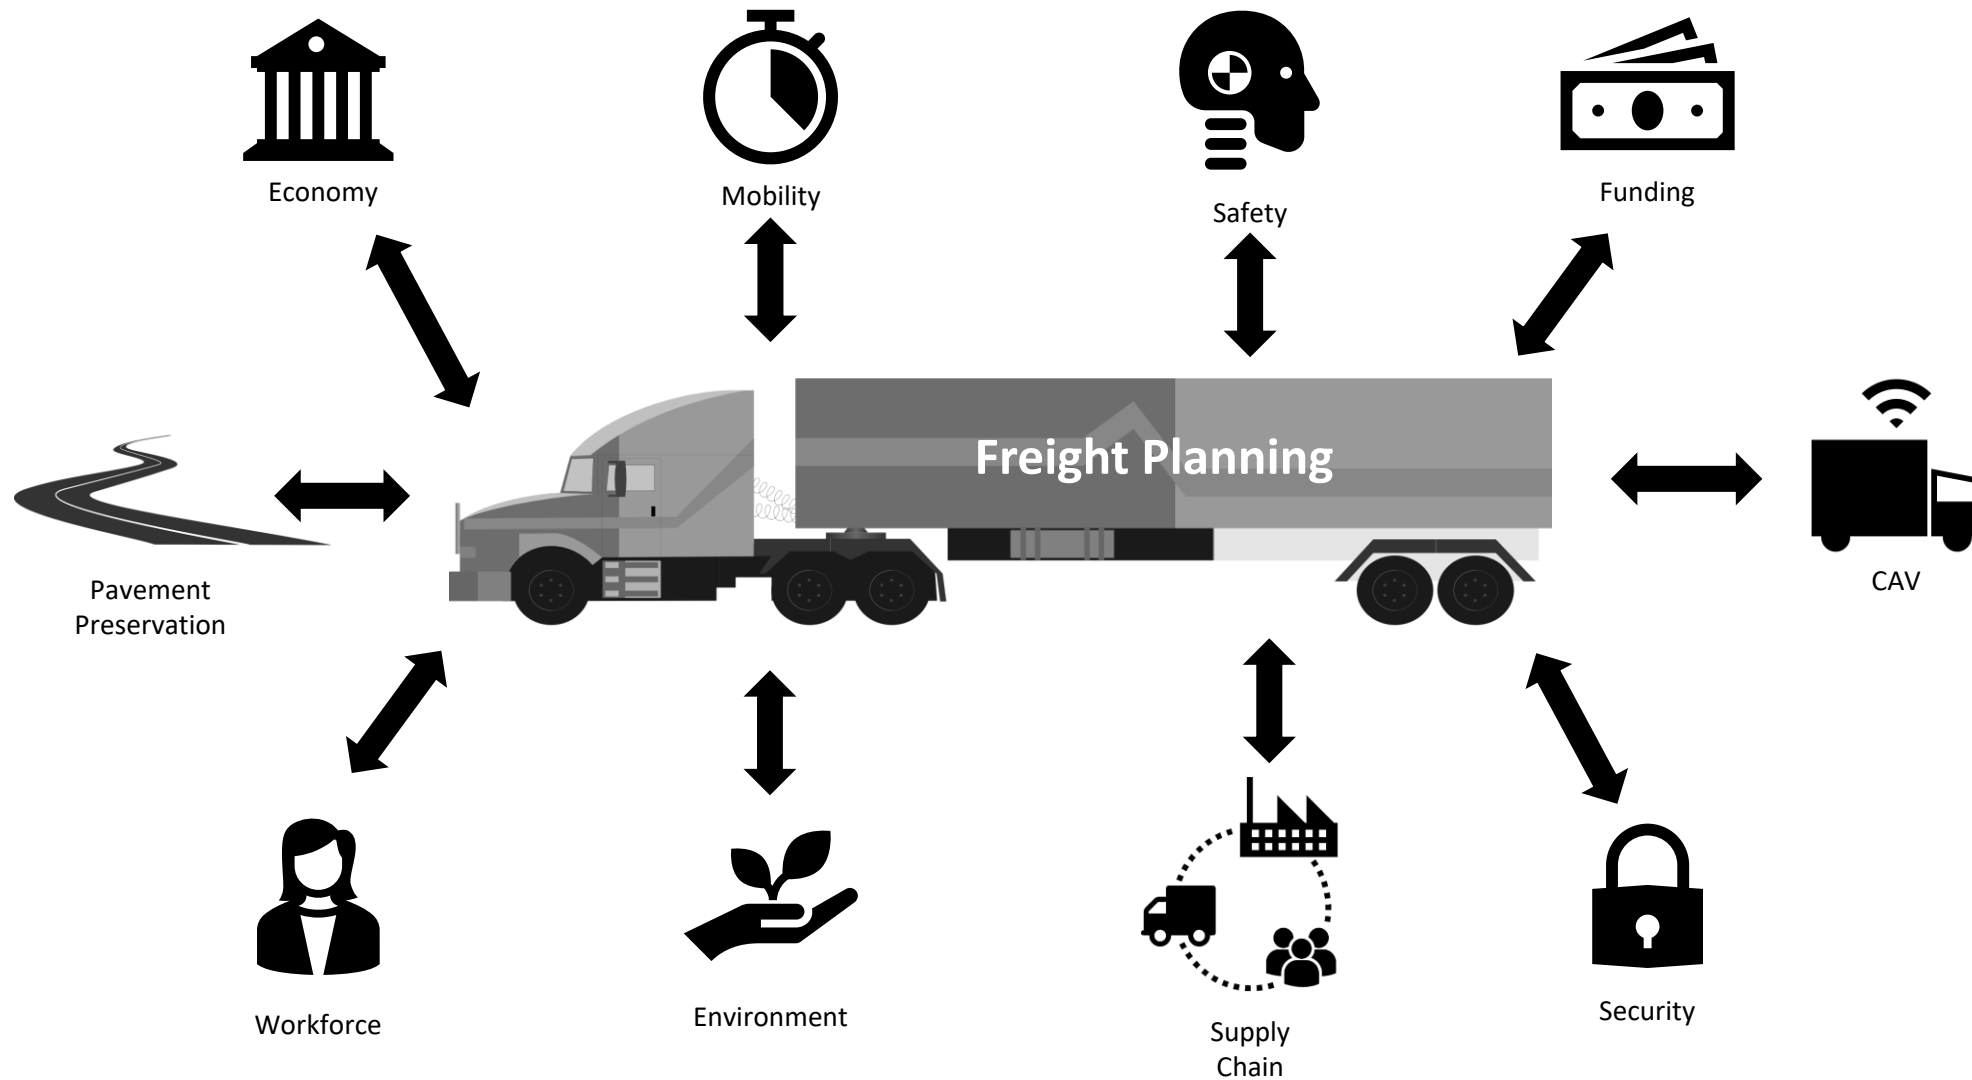 Economy
Mobility
Safety
Funding
Freight Planning
Pavement
Preservation
CAV
Workforce
Environment
Supply
Chain
Security